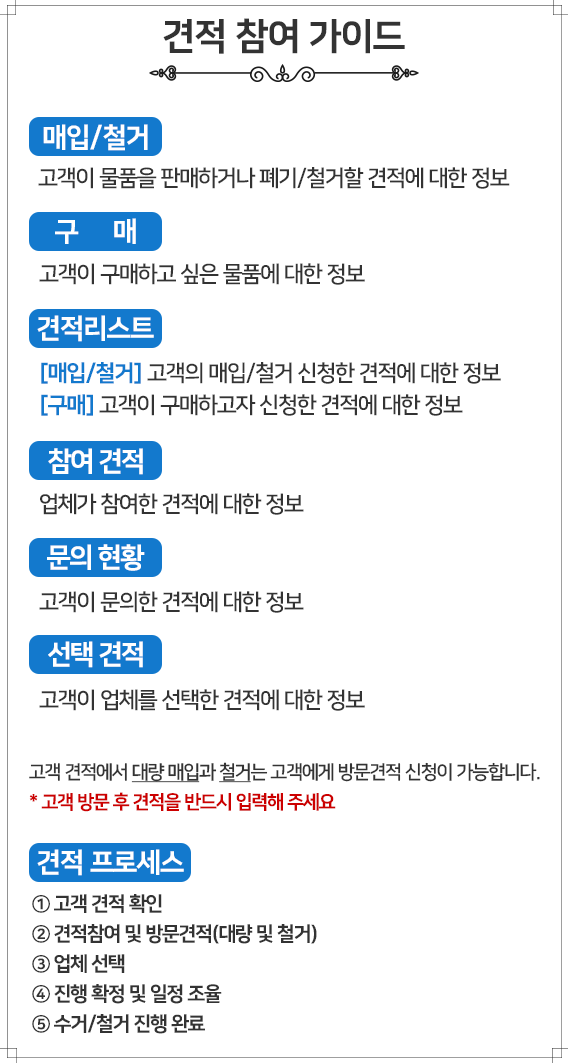 견적 참여 가이드
매입/철거
고객이 물품을 판매하거나 폐기/철거할 견적에 대한 정보
구 매
고객이 구매하고 싶은 물품에 대한 정보
견적리스트
[매입/철거] 고객의 매입/철거 신청한 견적에 대한 정보
[구매] 고객이 구매하고자 신청한 견적에 대한 정보
참여 견적
업체가 참여한 견적에 대한 정보
문의 현황
고객이 문의한 견적에 대한 정보
선택 견적
고객이 업체를 선택한 견적에 대한 정보
고객 견적에서 대량 매입과 철거는 고객에게 방문견적 신청이 가능합니다.
* 고객 방문 후 견적을 반드시 입력해 주세요
견적 프로세스
① 고객 견적 확인
② 견적참여 및 방문견적(대량 및 철거)
③ 업체 선택
④ 진행 확정 및 일정 조율
⑤ 수거/철거 진행 완료